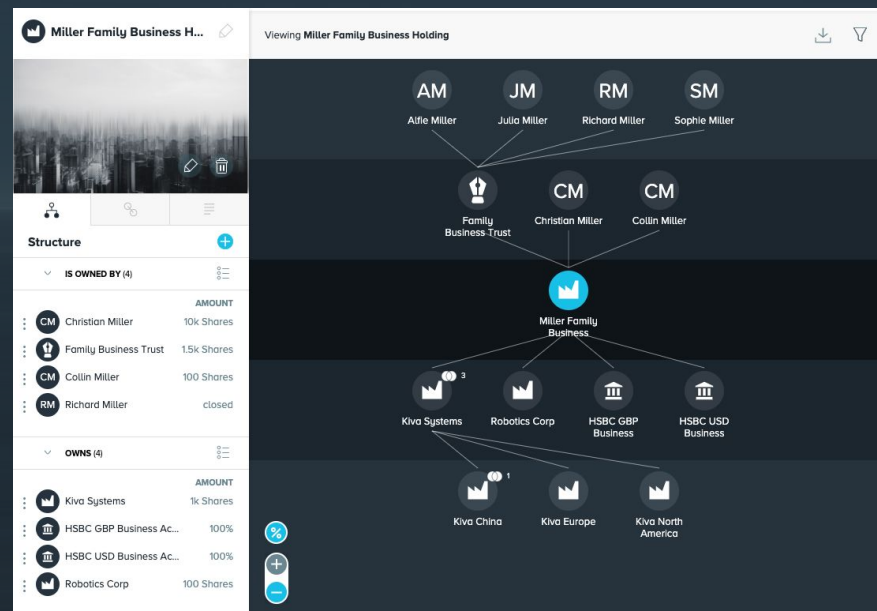 Miller Family Business H...
Viewing Miller Family Business Holding
Structure
IS OWNED BY (4)
AMOUNT
CM Christian Miller 10k Shares
Family Business Trust 1.5k Shares
CM Collin Miller 100 Shares
RM Richard Miller closed
OWNS (4)
AMOUNT
Kiva Systems 1k Shares
HSBC GBP Business Ac... 100%
HSBC USD Business Ac... 100%
Robotics Corp 100 Shares
AM JM RM SM
Alfie Miller Julia Miller Richard Miller Sophie Miller
CM CM
Family Christian Miller Collin Miller
Business Trust
Miller Family
Business
3
Kiva Systems Robotics Corp HSBC GBP HSBC USD
Business Business
1
Kiva China Kiva Europe Kiva North
America
%
+
−